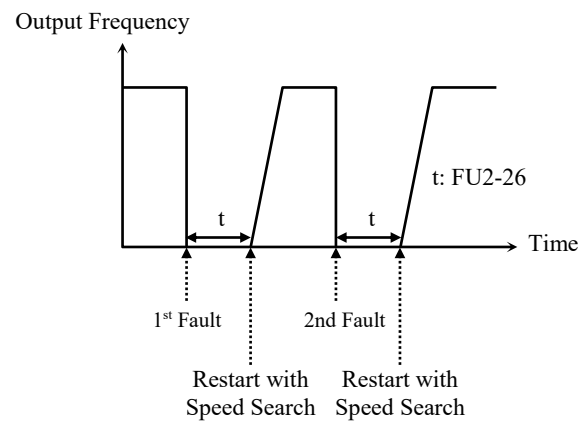 Output Frequency
t: FU2-26
t
t
Time
1st Fault
2nd Fault
Restart with
Speed Search
Restart with
Speed Search